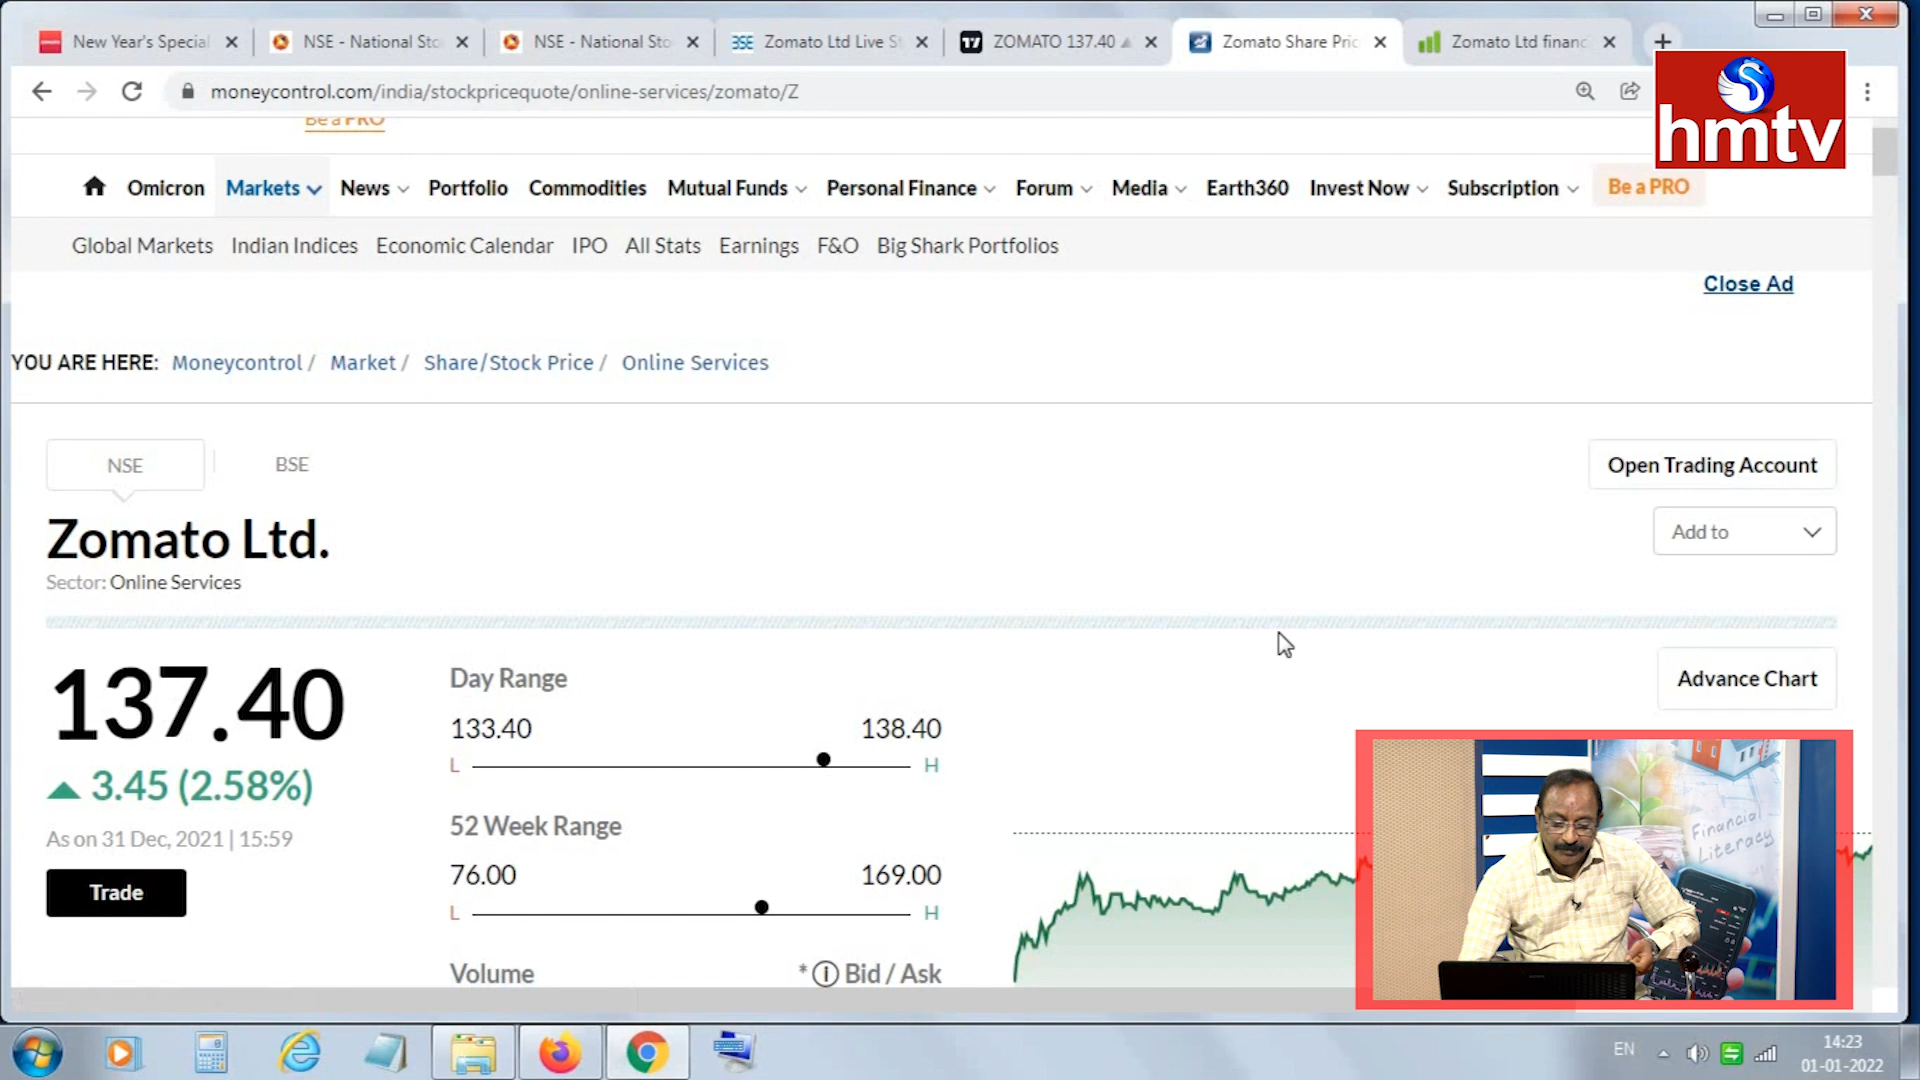 New Year's Special
NSE - National Sto
NSE - National Sto
BSE
Zomato Ltd Live St
17
ZOMATO 137.40 ▲
Zomato Share Pric
Zomato Ltd financ
moneycontrol.com/india/stockpricequote/online-services/zomato/Z
hmtv
Be a PRO
Omicron
Markets
News
Portfolio
Commodities
Mutual Funds
Personal Finance
Forum
Media
Earth360
Invest Now
Subscription
Be a PRO
Global Markets
Indian Indices
Economic Calendar
IPO
All Stats
Earnings
F&O
Big Shark Portfolios
Close Ad
YOU ARE HERE: Moneycontrol / Market / Share/Stock Price / Online Services
NSE
BSE
Open Trading Account
Zomato Ltd.
Add to
Sector: Online Services
137.40
▲ 3.45 (2.58%)
As on 31 Dec, 2021 | 15:59
Trade
Day Range
133.40 138.40
L H
52 Week Range
76.00 169.00
L H
Volume
* ⓘ Bid / Ask
Advance Chart
Financial
Literacy
EN
14:23
01-01-2022